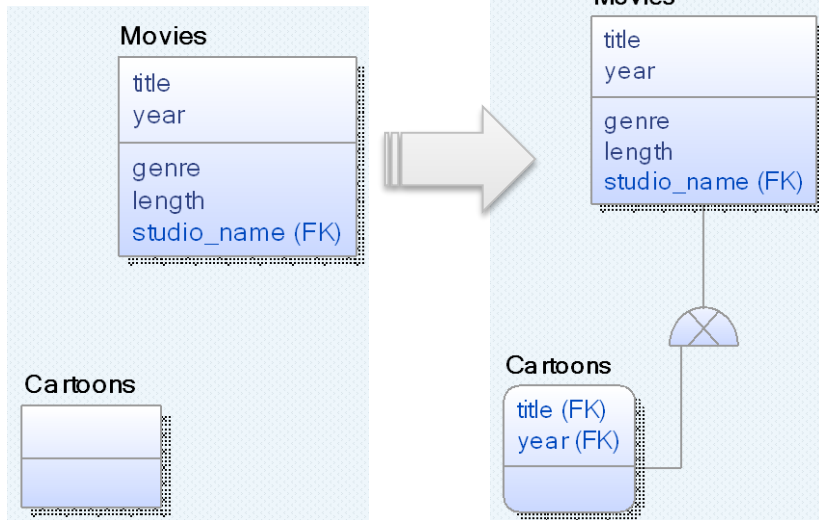 Movies
title
year
genre
length
studio_name (FK)
Cartoons
Movies
title
year
genre
length
studio_name (FK)
Cartoons
title (FK)
year (FK)